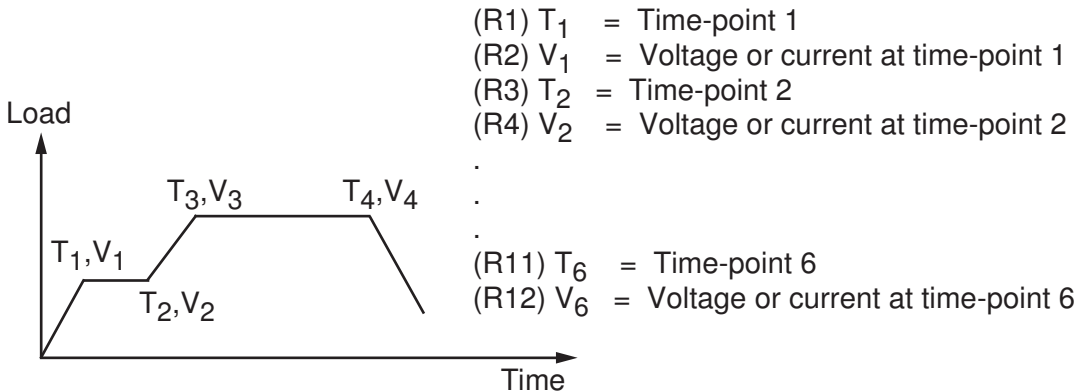 (R1) T1 = Time-point 1
(R2) V1 = Voltage or current at time-point 1
(R3) T2 = Time-point 2
(R4) V2 = Voltage or current at time-point 2
.
.
.
(R11) T6 = Time-point 6
(R12) V6 = Voltage or current at time-point 6
Load
T3,V3
T4,V4
T1,V1
T2,V2
Time